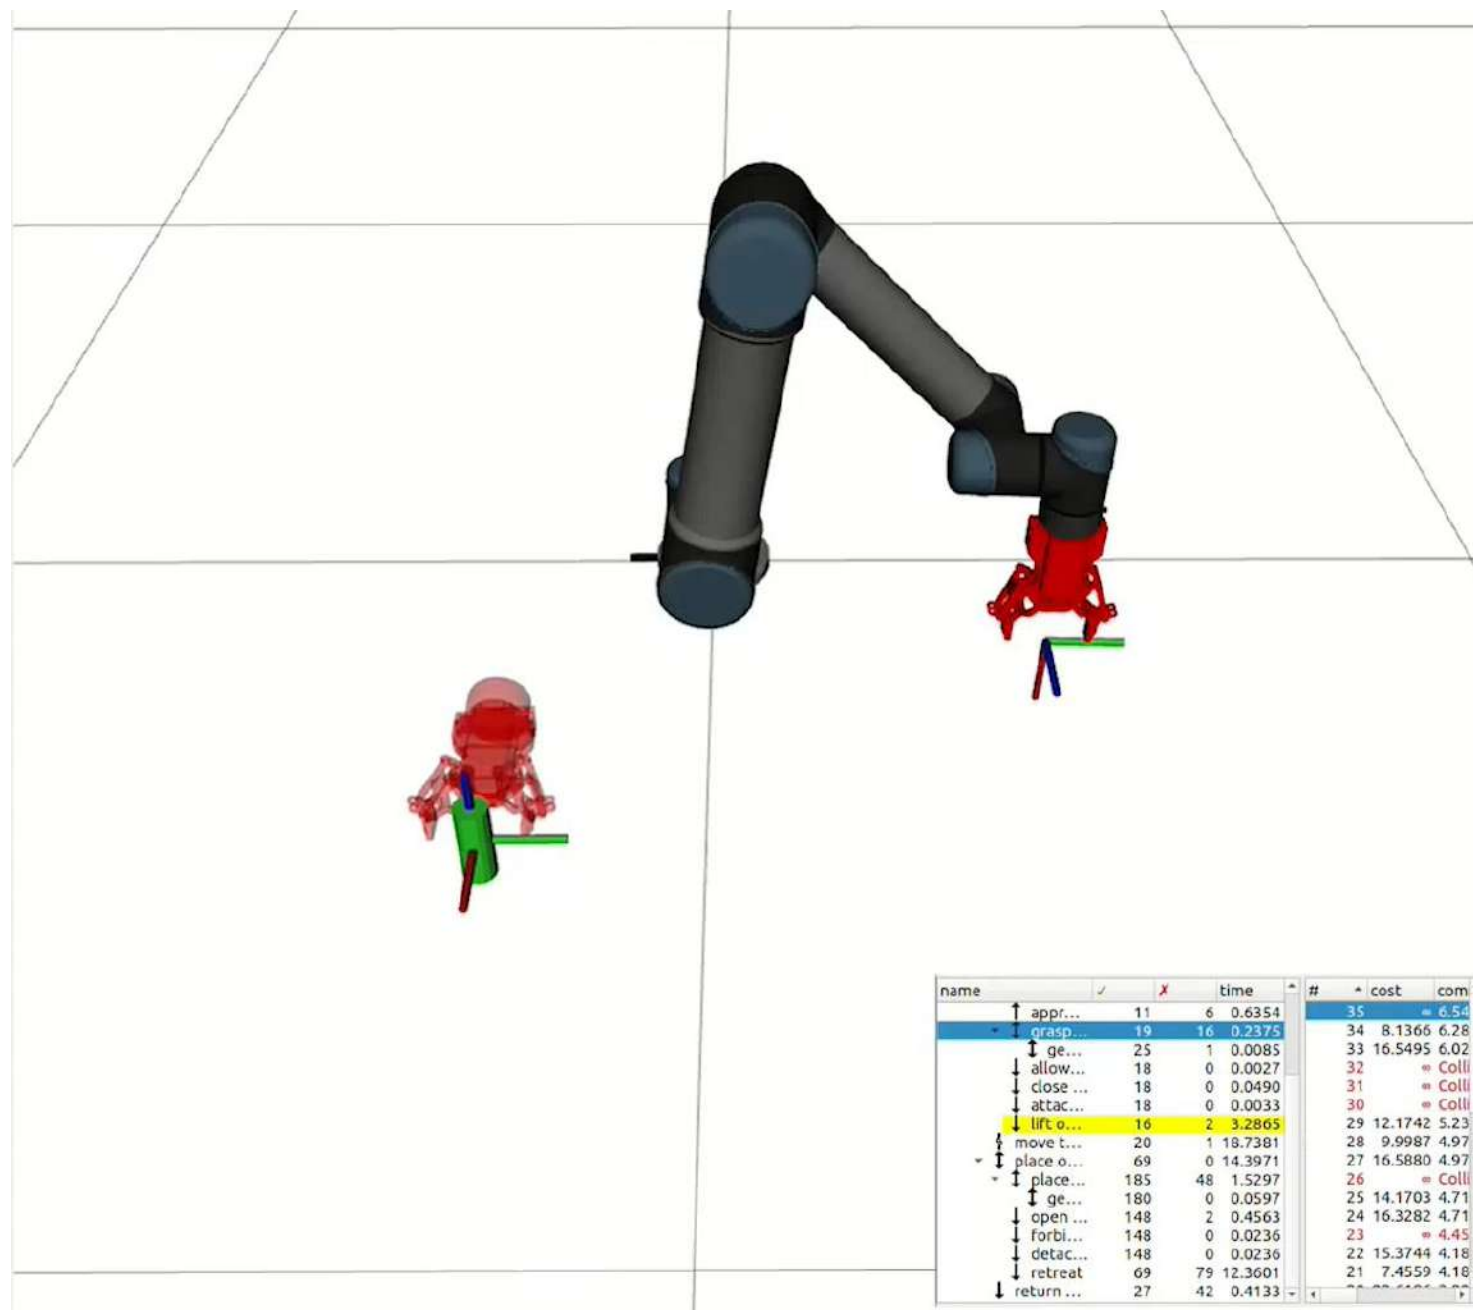 name ✓ ✗ time # cost com
appr... 11 6 0.6354 35 ∞ 6.54
grasp... 19 16 0.2375 34 8.1366 6.28
ge... 25 1 0.0085 33 16.5495 6.02
allow... 18 0 0.0027 32 ∞ Colli
close ... 18 0 0.0490 31 ∞ Colli
attac... 18 0 0.0033 30 ∞ Colli
lift o... 16 2 3.2865 29 12.1742 5.23
move t... 20 1 18.7381 28 9.9987 4.97
place o... 69 0 14.3971 27 16.5880 4.97
place... 185 48 1.5297 26 ∞ Colli
ge... 180 0 0.0597 25 14.1703 4.71
open ... 148 2 0.4563 24 16.3282 4.71
forbi... 148 0 0.0236 23 ∞ 4.45
detac... 148 0 0.0236 22 15.3744 4.18
retreat 69 79 12.3601 21 7.4559 4.18
return ... 27 42 0.4133